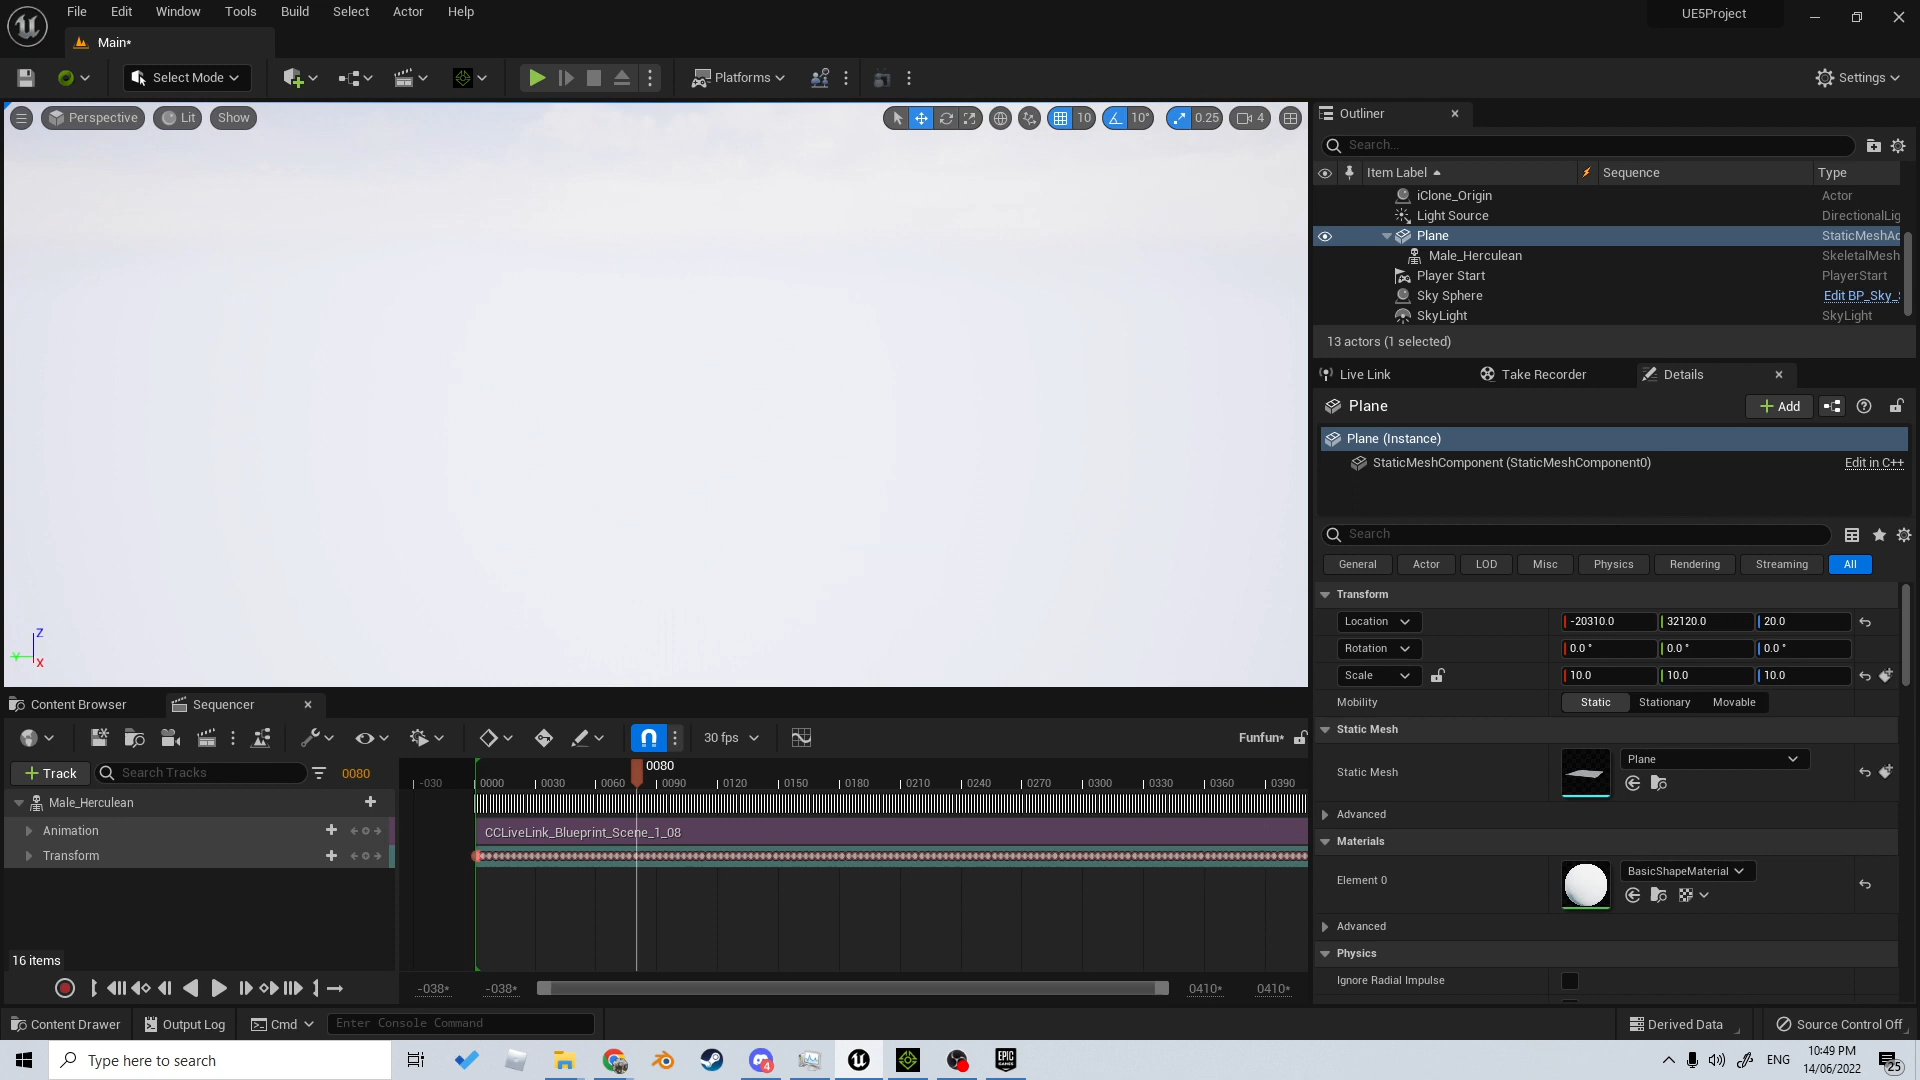 File Edit Window Tools Build Select Actor Help
UE5Project
Main*
Select Mode
Platforms
Settings
Perspective Lit Show
10 10° 0.25 4
Outliner
Search...
Item Label Sequence Type
iClone_Origin Actor
Light Source DirectionalLig
Plane StaticMeshAc
Male_Herculean SkeletalMesh
Player Start PlayerStart
Sky Sphere Edit BP_Sky_
SkyLight SkyLight
13 actors (1 selected)
Live Link Take Recorder Details
Plane
Add
Plane (Instance)
StaticMeshComponent (StaticMeshComponent0) Edit in C++
Search
General Actor LOD Misc Physics Rendering Streaming All
Transform
Location -20310.0 32120.0 20.0
Rotation 0.0 ° 0.0 ° 0.0 °
Scale 10.0 10.0 10.0
Mobility Static Stationary Movable
Static Mesh
Static Mesh Plane
Advanced
Materials
Element 0 BasicShapeMaterial
Advanced
Physics
Ignore Radial Impulse
Z
Y
X
Content Browser Sequencer
30 fps
Funfun*
Track Search Tracks 0080
0080
-030 0000 0030 0060 0090 0120 0150 0180 0210 0240 0270 0300 0330 0360 0390
Male_Herculean
Animation
CCLiveLink_Blueprint_Scene_1_08
Transform
16 items
-038* -038* 0410* 0410*
Content Drawer Output Log Cmd Enter Console Command
Derived Data Source Control Off
Type here to search
4
EPIC GAMES
ENG
10:49 PM
14/06/2022
25